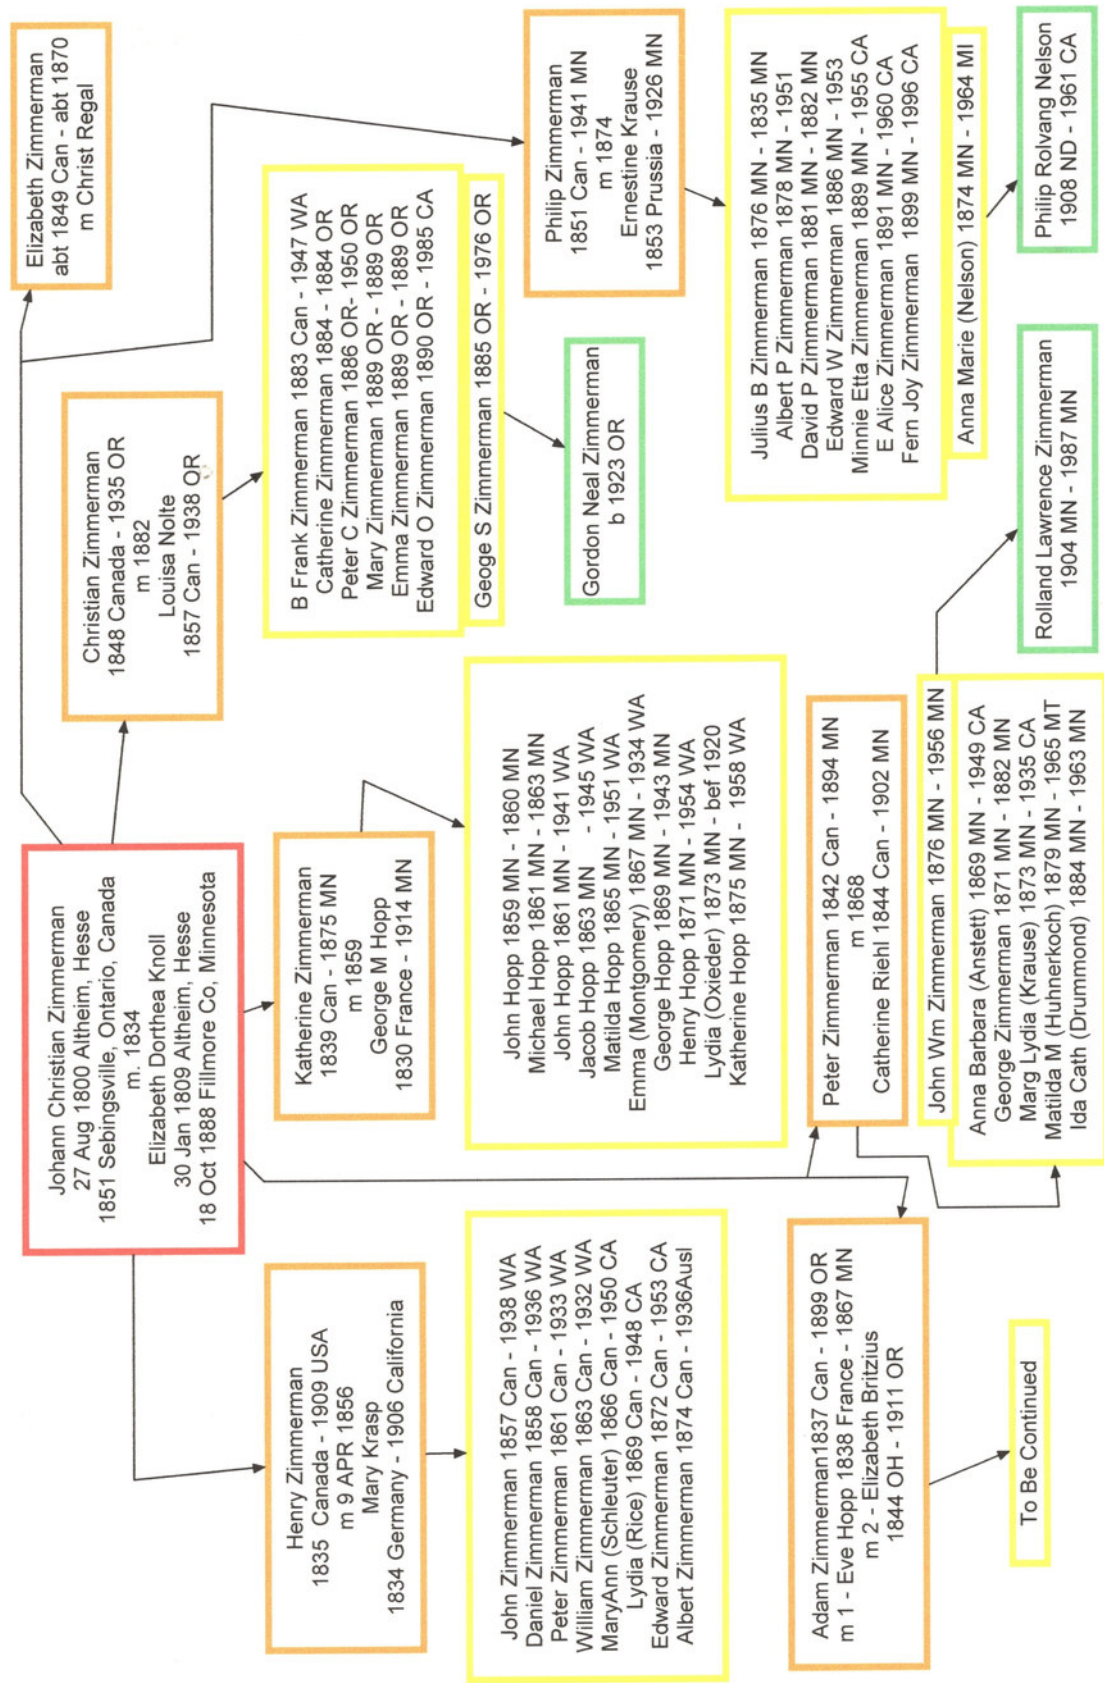 Johann Christian Zimmerman
27 Aug 1800 Altheim, Hesse
1851 Sebingsville, Ontario, Canada
m. 1834
Elizabeth Dorthea Knoll
30 Jan 1809 Altheim, Hesse
18 Oct 1888 Fillmore Co, Minnesota
Elizabeth Zimmerman
abt 1849 Can - abt 1870
m Christ Regal
Christian Zimmerman
1848 Canada - 1935 OR
m 1882
Louisa Nolte
1857 Can - 1938 OR
Henry Zimmerman
1835 Canada - 1909 USA
m 9 APR 1856
Mary Krasp
1834 Germany - 1906 California
Katherine Zimmerman
1839 Can - 1875 MN
m 1859
George M Hopp
1830 France - 1914 MN
B Frank Zimmerman 1883 Can - 1947 WA
Catherine Zimmerman 1884 - 1884 OR
Peter C Zimmerman 1886 OR- 1950 OR
Mary Zimmerman 1889 OR - 1889 OR
Emma Zimmerman 1889 OR - 1889 OR
Edward O Zimmerman 1890 OR - 1985 CA
Geoge S Zimmerman 1885 OR - 1976 OR
Philip Zimmerman
1851 Can - 1941 MN
m 1874
Ernestine Krause
1853 Prussia - 1926 MN
John Zimmerman 1857 Can - 1938 WA
Daniel Zimmerman 1858 Can - 1936 WA
Peter Zimmerman 1861 Can - 1933 WA
William Zimmerman 1863 Can - 1932 WA
MaryAnn (Schleuter) 1866 Can - 1950 CA
Lydia (Rice) 1869 Can - 1948 CA
Edward Zimmerman 1872 Can - 1953 CA
Albert Zimmerman 1874 Can - 1936Ausl
John Hopp 1859 MN - 1860 MN
Michael Hopp 1861 MN - 1863 MN
John Hopp 1861 MN - 1941 WA
Jacob Hopp 1863 MN - 1945 WA
Matilda Hopp 1865 MN - 1951 WA
Emma (Montgomery) 1867 MN - 1934 WA
George Hopp 1869 MN - 1943 MN
Henry Hopp 1871 MN - 1954 WA
Lydia (Oxieder) 1873 MN - bef 1920
Katherine Hopp 1875 MN - 1958 WA
Gordon Neal Zimmerman
b 1923 OR
Julius B Zimmerman 1876 MN - 1835 MN
Albert P Zimmerman 1878 MN - 1951
David P Zimmerman 1881 MN - 1882 MN
Edward W Zimmerman 1886 MN - 1953
Minnie Etta Zimmerman 1889 MN - 1955 CA
E Alice Zimmerman 1891 MN - 1960 CA
Fern Joy Zimmerman 1899 MN - 1996 CA
Anna Marie (Nelson) 1874 MN - 1964 MI
Adam Zimmerman1837 Can - 1899 OR
m 1 - Eve Hopp 1838 France - 1867 MN
m 2 - Elizabeth Britzius
1844 OH - 1911 OR
Peter Zimmerman 1842 Can - 1894 MN
m 1868
Catherine Riehl 1844 Can - 1902 MN
John Wm Zimmerman 1876 MN - 1956 MN
Anna Barbara (Anstett) 1869 MN - 1949 CA
George Zimmerman 1871 MN - 1882 MN
Marg Lydia (Krause) 1873 MN - 1935 CA
Matilda M (Huhnerkoch) 1879 MN - 1965 MT
Ida Cath (Drummond) 1884 MN - 1963 MN
To Be Continued
Rolland Lawrence Zimmerman
1904 MN - 1987 MN
Philip Rolvang Nelson
1908 ND - 1961 CA